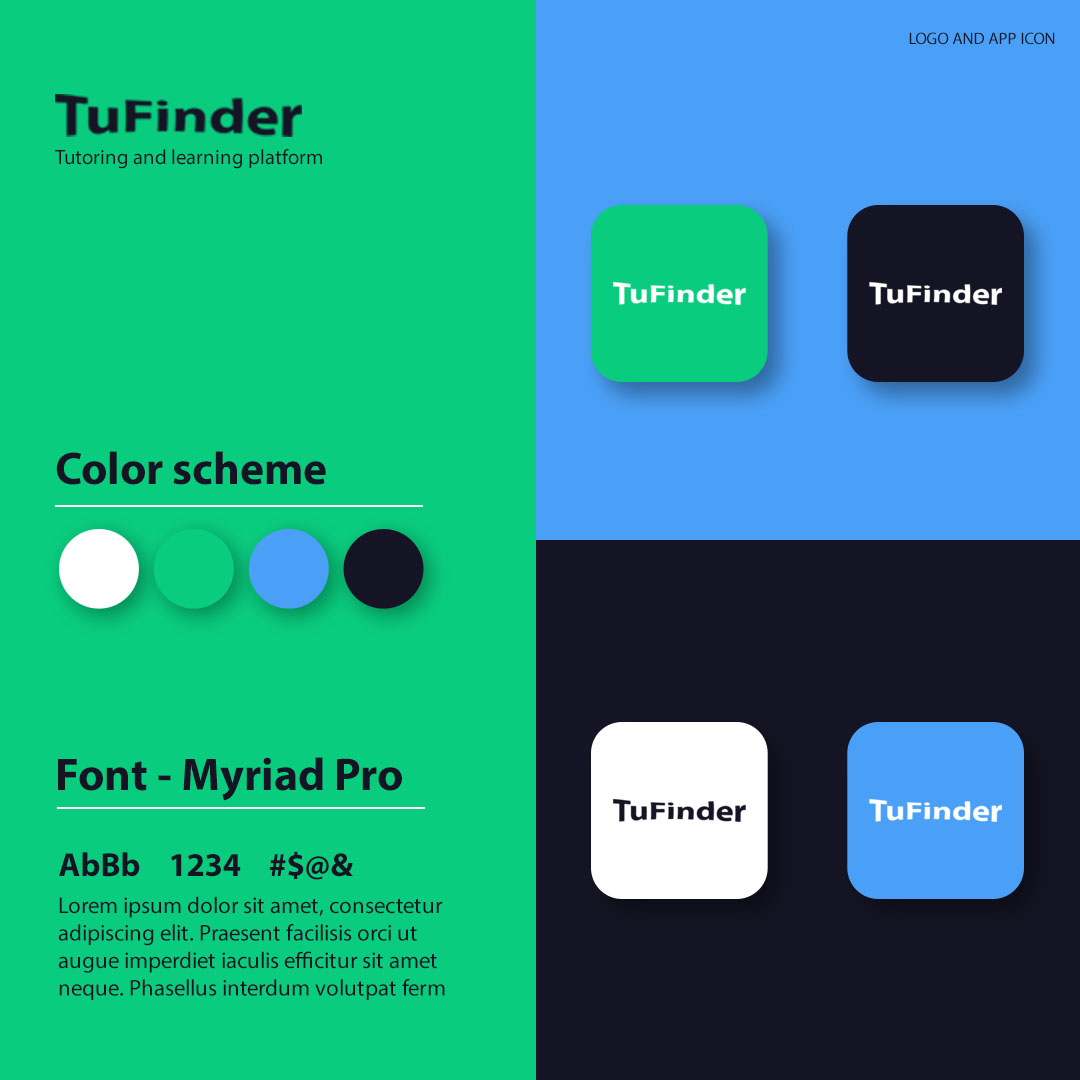 TuFinder
Tutoring and learning platform
Color scheme
Font - Myriad Pro
AbBb 1234 #$@&
Lorem ipsum dolor sit amet, consectetur
adipiscing elit. Praesent facilisis orci ut
augue imperdiet iaculis efficitur sit amet
neque. Phasellus interdum volutpat ferm
LOGO AND APP ICON
TuFinder
TuFinder
TuFinder
TuFinder